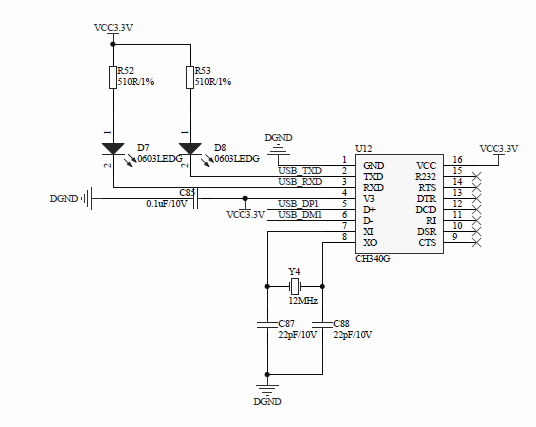 VCC3.3V
R52
510R/1%
R53
510R/1%
1
1
D7
0603LEDG
D8
0603LEDG
2
2
DGND
U12
VCC3.3V
1 GND VCC 16
USB_TXD 2 TXD R232 15
USB_RXD 3 RXD RTS 14
DGND
C85
0.1uF/10V
VCC3.3V
4 V3 DTR 13
USB_DP1 5 D+ DCD 12
USB_DM1 6 D- RI 11
7 XI DSR 10
8 XO CTS 9
CH340G
Y4
12MHz
C87
22pF/10V
C88
22pF/10V
DGND